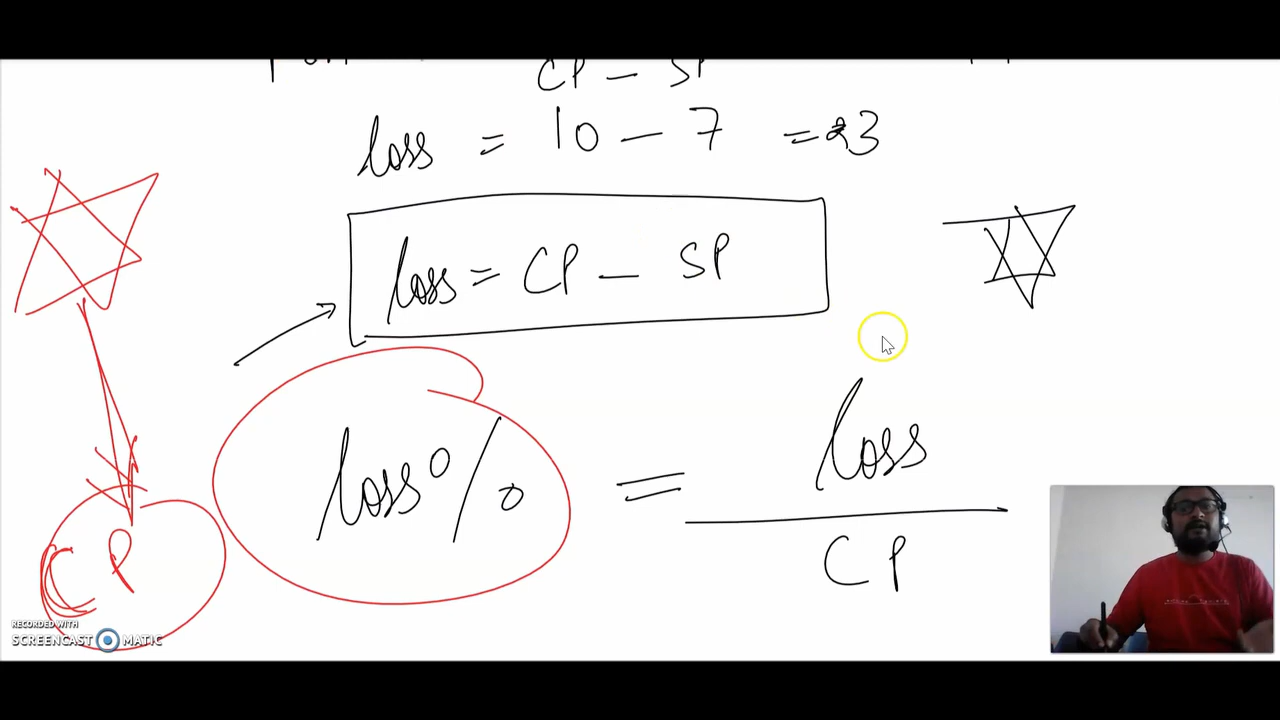 CP - SP
loss = 10 - 7 = 3
loss = CP - SP
loss % = loss / CP
CP
RECORDED WITH
SCREENCAST MATIC